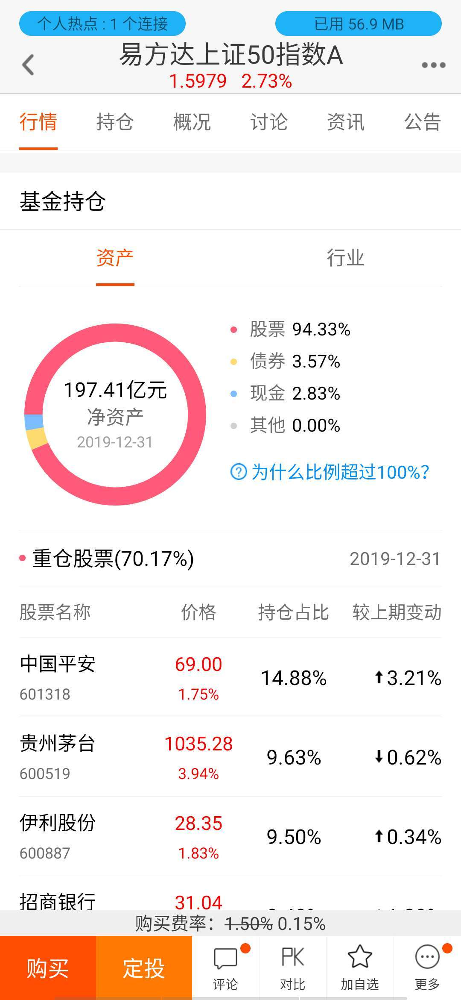 个人热点 : 1 个连接 已用 56.9 MB
易方达上证50指数A
1.5979 2.73%
行情 持仓 概况 讨论 资讯 公告
基金持仓
资产 行业
股票 94.33%
债券 3.57%
现金 2.83%
其他 0.00%
197.41亿元
净资产
2019-12-31
? 为什么比例超过100%?
重仓股票(70.17%) 2019-12-31
股票名称 价格 持仓占比 较上期变动
中国平安 69.00 14.88% ↑3.21%
601318 1.75%
贵州茅台 1035.28 9.63% ↓0.62%
600519 3.94%
伊利股份 28.35 9.50% ↑0.34%
600887 1.83%
招商银行 31.04
购买费率：1.50% 0.15%
购买 定投 评论 PK 对比 加自选 更多